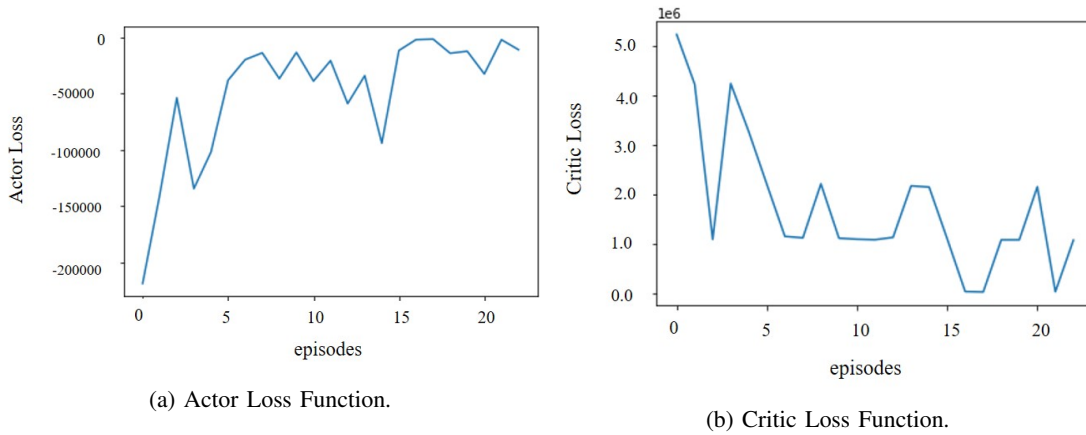 0
-50000
-100000
-150000
-200000
Actor Loss
0 5 10 15 20
episodes
(a) Actor Loss Function.
1e6
5.0
4.0
3.0
2.0
1.0
0.0
Critic Loss
0 5 10 15 20
episodes
(b) Critic Loss Function.